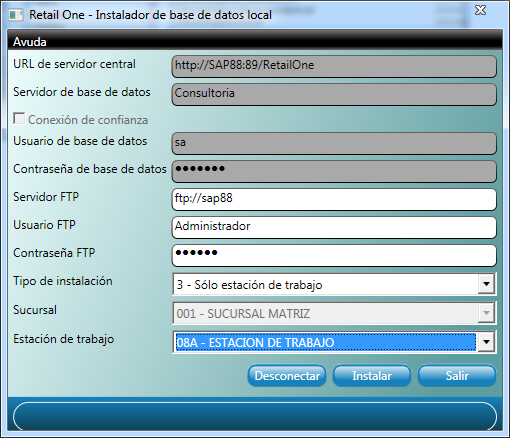 Retail One - Instalador de base de datos local
Ayuda
URL de servidor central http://SAP88:89/RetailOne
Servidor de base de datos Consultoria
Conexión de confianza
Usuario de base de datos sa
Contraseña de base de datos •••••••
Servidor FTP ftp://sap88
Usuario FTP Administrador
Contraseña FTP ••••••
Tipo de instalación 3 - Sólo estación de trabajo
Sucursal 001 - SUCURSAL MATRIZ
Estación de trabajo 08A - ESTACION DE TRABAJO
Desconectar Instalar Salir